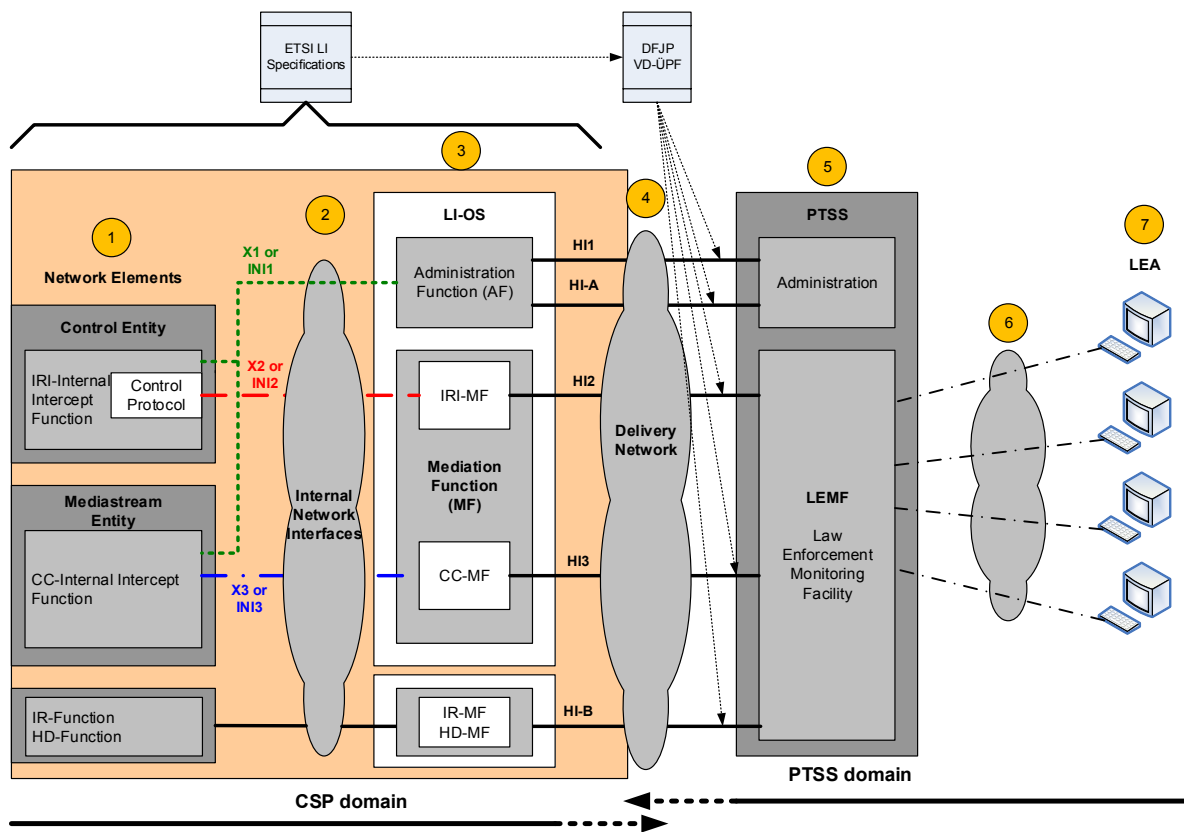 ETSI LI
Specifications
DFJP
VD-ÜPF
3
5
4
7
2
1
LI-OS
PTSS
LEA
Network Elements
X1 or
INI1
Administration
Function (AF)
HI1
HI-A
Administration
Control Entity
IRI-Internal
Intercept
Function
Control
Protocol
X2 or
INI2
IRI-MF
HI2
6
Mediation
Function
(MF)
Delivery
Network
Internal
Network
Interfaces
LEMF
Law
Enforcement
Monitoring
Facility
Mediastream
Entity
CC-Internal Intercept
Function
X3 or
INI3
CC-MF
HI3
IR-Function
HD-Function
IR-MF
HD-MF
HI-B
PTSS domain
CSP domain